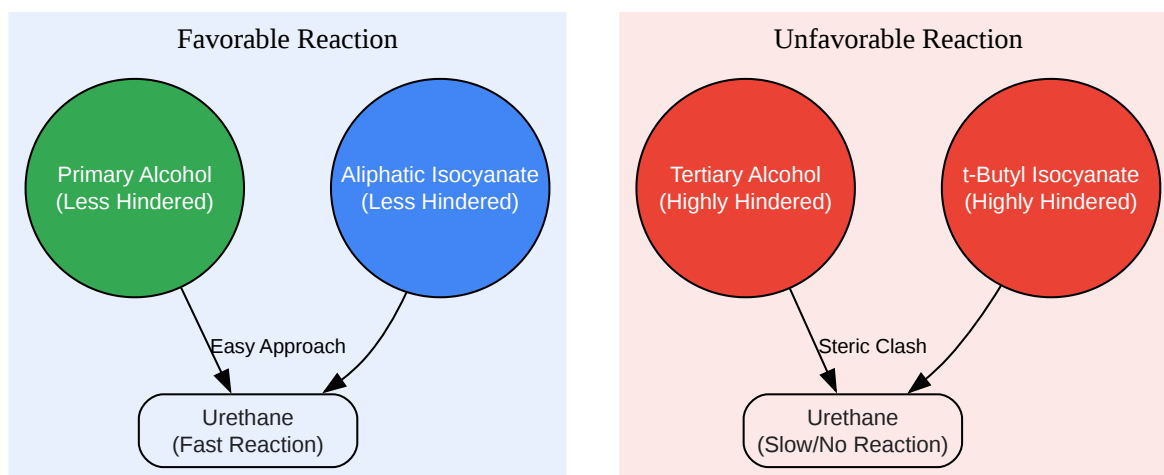 Favorable Reaction
Primary Alcohol
(Less Hindered)
Aliphatic Isocyanate
(Less Hindered)
Easy Approach
Urethane
(Fast Reaction)
Unfavorable Reaction
Tertiary Alcohol
(Highly Hindered)
t-Butyl Isocyanate
(Highly Hindered)
Steric Clash
Urethane
(Slow/No Reaction)